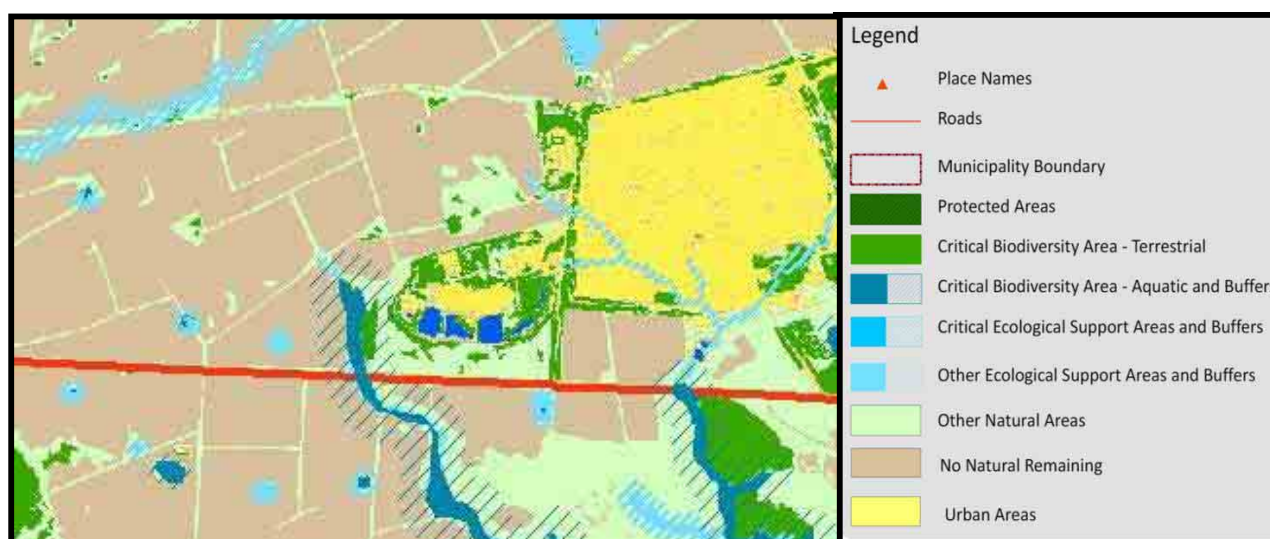 Legend
Place Names
Roads
Municipality Boundary
Protected Areas
Critical Biodiversity Area - Terrestrial
Critical Biodiversity Area - Aquatic and Buffer
Critical Ecological Support Areas and Buffers
Other Ecological Support Areas and Buffers
Other Natural Areas
No Natural Remaining
Urban Areas